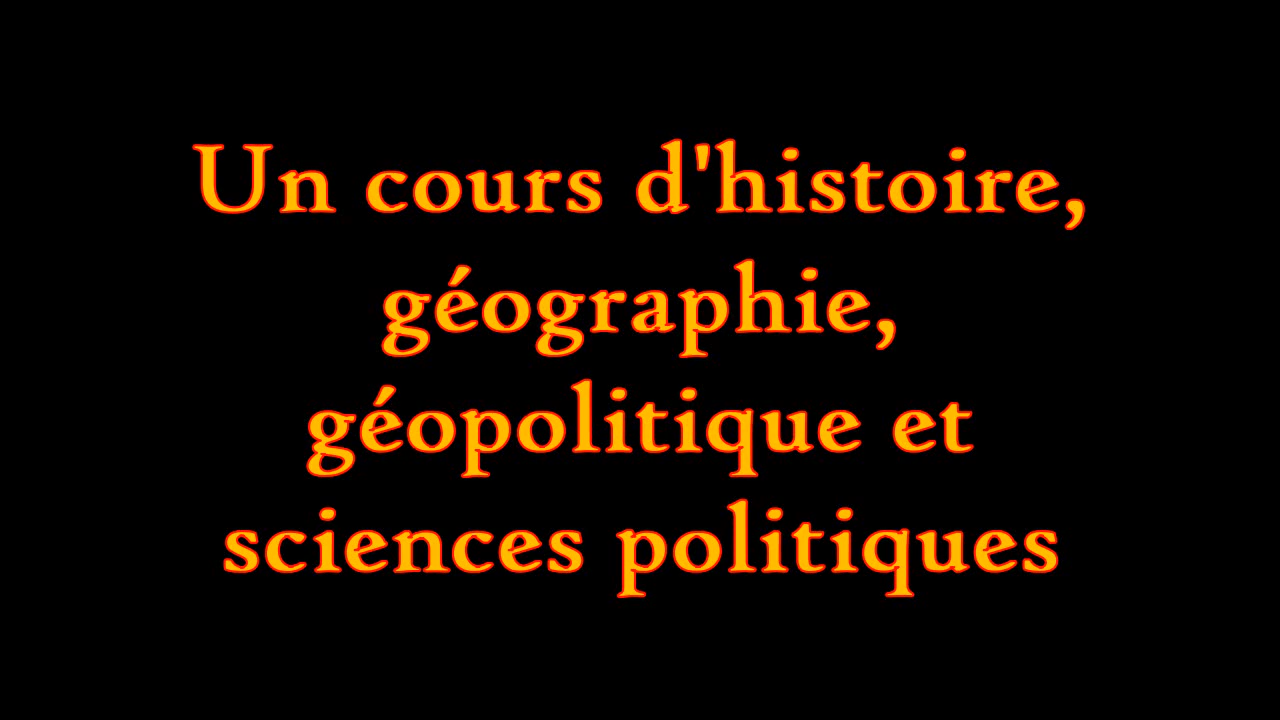 Un cours d'histoire,
géographie,
géopolitique et
sciences politiques